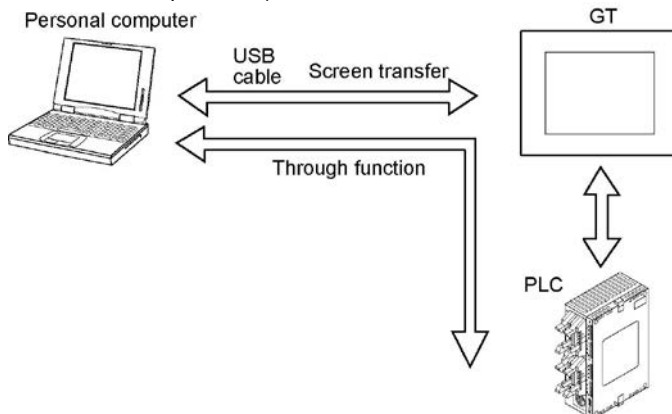 Personal computer
GT
USB
cable
Screen transfer
Through function
PLC